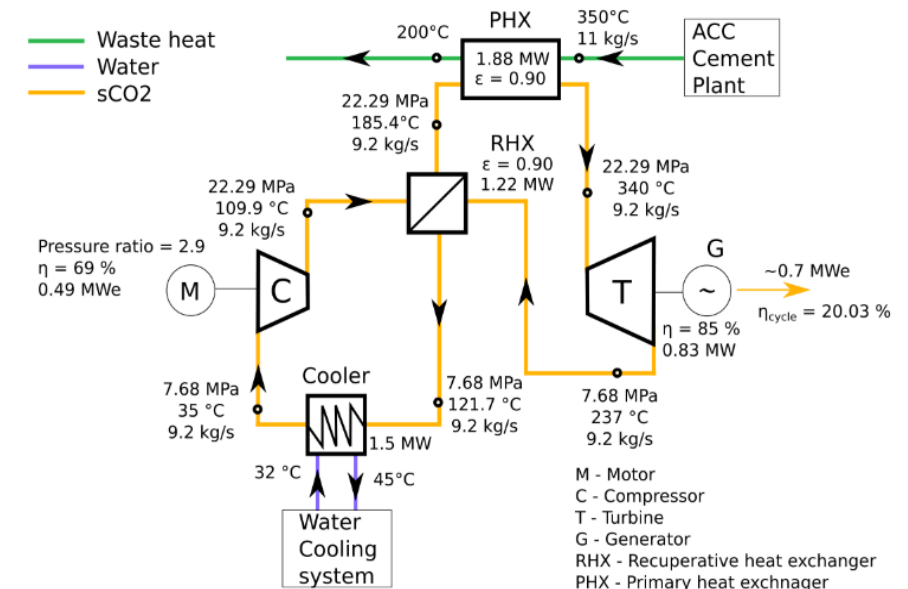 PHX
200°C
350°C
11 kg/s
ACC
Cement
Plant
Waste heat
Water
sCO2
1.88 MW
ε = 0.90
22.29 MPa
185.4°C
9.2 kg/s
RHX
ε = 0.90
1.22 MW
22.29 MPa
340 °C
9.2 kg/s
22.29 MPa
109.9 °C
9.2 kg/s
Pressure ratio = 2.9
η = 69 %
0.49 MWe
M
C
T
G
~
~0.7 MWe
ηcycle = 20.03 %
η = 85 %
0.83 MW
7.68 MPa
35 °C
9.2 kg/s
Cooler
1.5 MW
7.68 MPa
121.7 °C
9.2 kg/s
7.68 MPa
237 °C
9.2 kg/s
32 °C
45°C
Water
Cooling
system
M - Motor
C - Compressor
T - Turbine
G - Generator
RHX - Recuperative heat exchanger
PHX - Primary heat exchnager